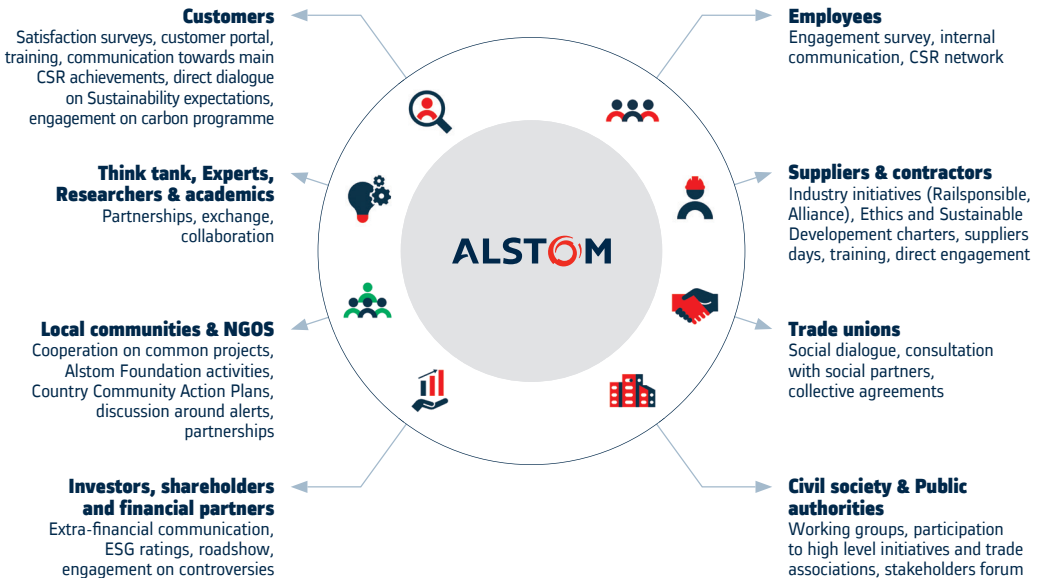 Customers
Satisfaction surveys, customer portal,
training, communication towards main
CSR achievements, direct dialogue
on Sustainability expectations,
engagement on carbon programme
Think tank, Experts,
Researchers & academics
Partnerships, exchange,
collaboration
Local communities & NGOS
Cooperation on common projects,
Alstom Foundation activities,
Country Community Action Plans,
discussion around alerts,
partnerships
Investors, shareholders
and financial partners
Extra-financial communication,
ESG ratings, roadshow,
engagement on controversies
ALSTOM
Employees
Engagement survey, internal
communication, CSR network
Suppliers & contractors
Industry initiatives (Railsponsible,
Alliance), Ethics and Sustainable
Developement charters, suppliers
days, training, direct engagement
Trade unions
Social dialogue, consultation
with social partners,
collective agreements
Civil society & Public
authorities
Working groups, participation
to high level initiatives and trade
associations, stakeholders forum